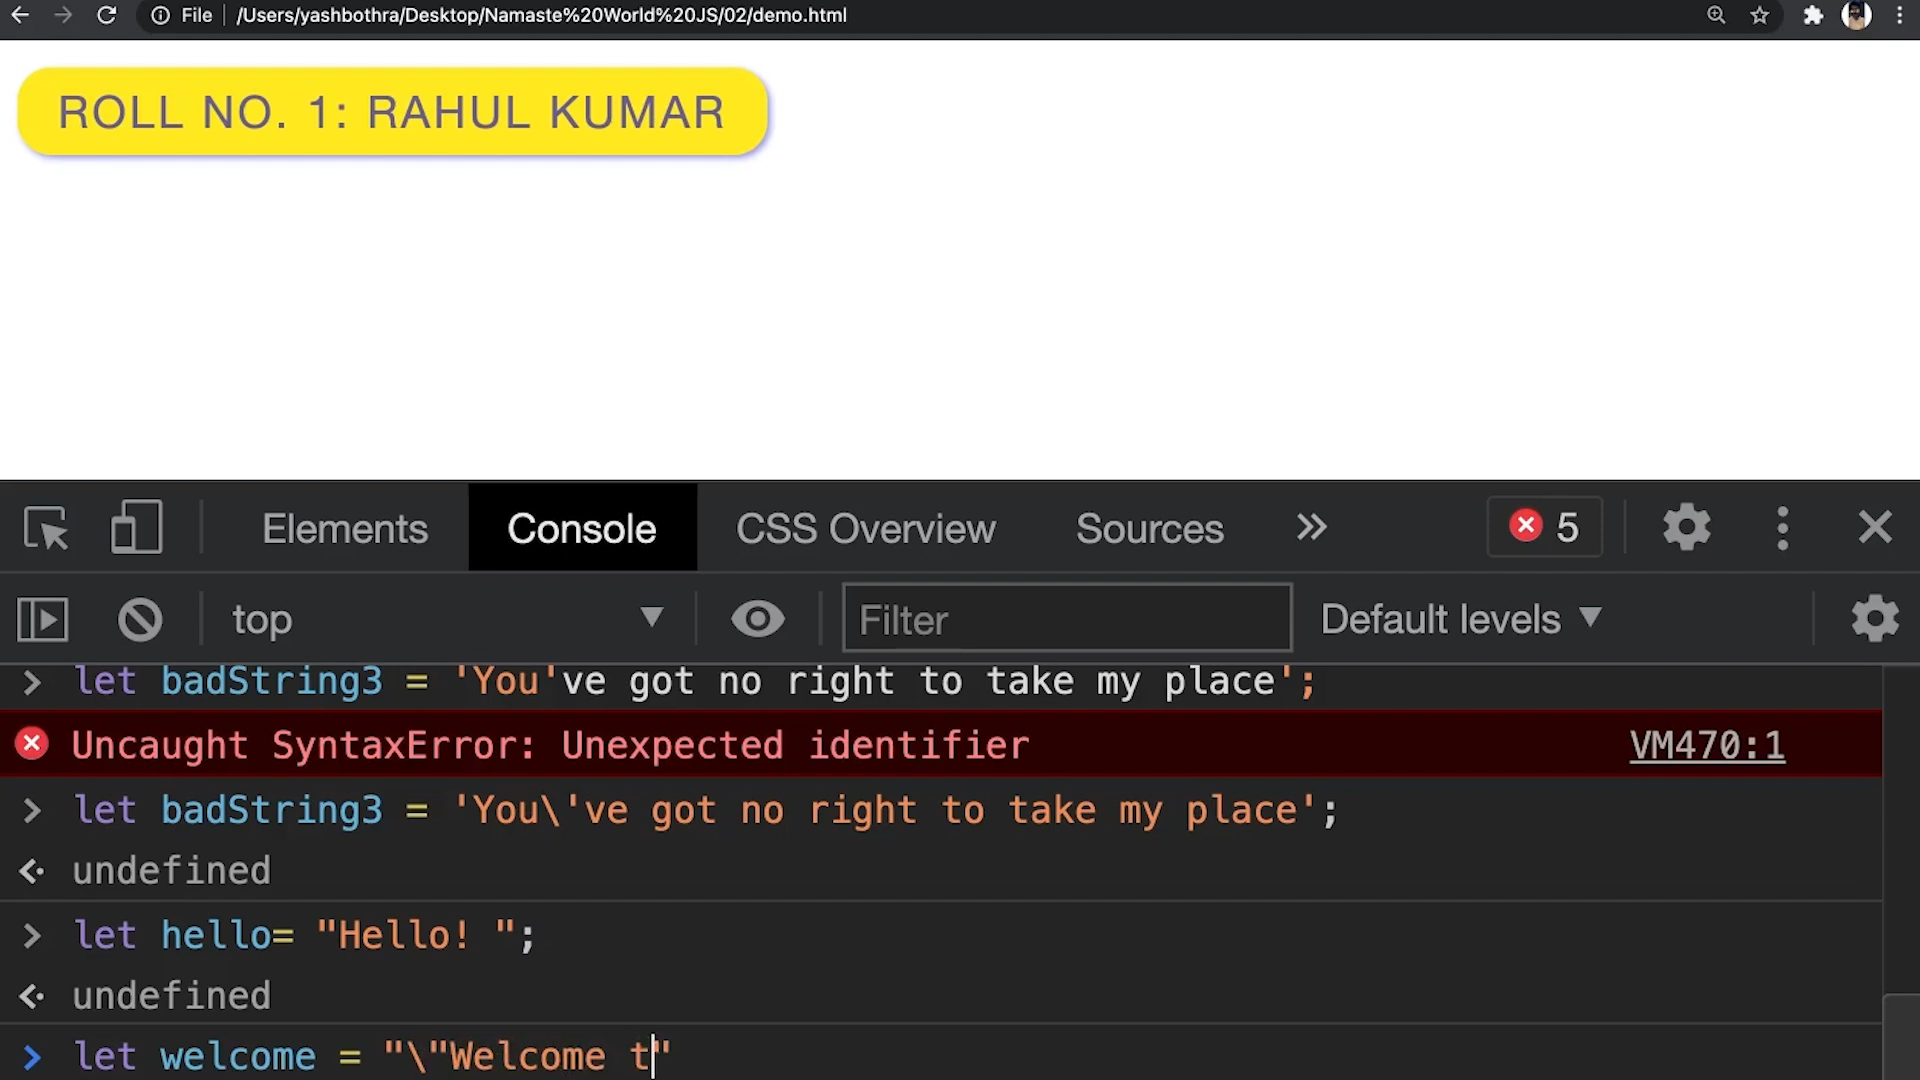 File /Users/yashbothra/Desktop/Namaste%20World%20JS/02/demo.html
ROLL NO. 1: RAHUL KUMAR
Elements Console CSS Overview Sources 5
top Filter Default levels
let badString3 = 'You've got no right to take my place';
Uncaught SyntaxError: Unexpected identifier VM470:1
let badString3 = 'You\'ve got no right to take my place';
undefined
let hello= "Hello! ";
undefined
let welcome = "\"Welcome t"